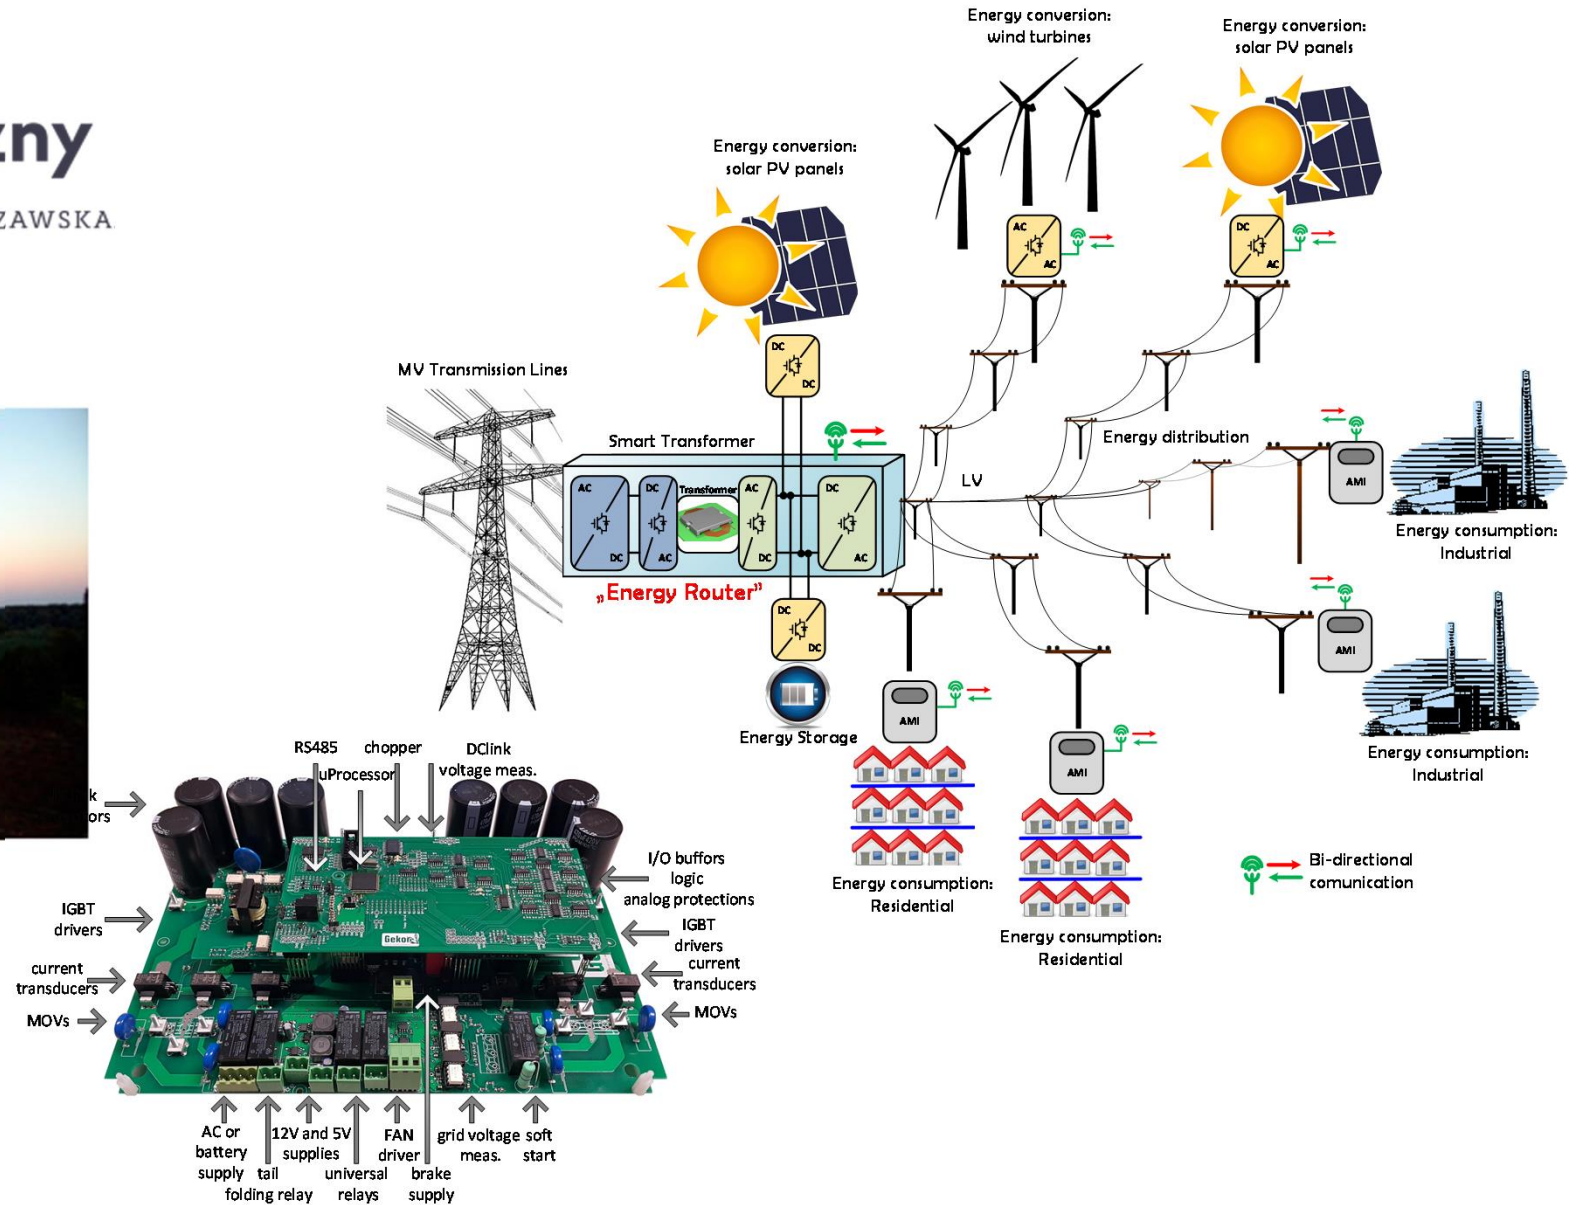 zny
ZAWSKA
Energy conversion:
wind turbines
Energy conversion:
solar PV panels
Energy conversion:
solar PV panels
AC
AC
DC
AC
DC
DC
MV Transmission Lines
Smart Transformer
Energy distribution
LV
AC
DC
DC
AC
Transformer
AC
DC
DC
AC
„Energy Router”
DC
DC
Energy Storage
AMI
Energy consumption:
Industrial
AMI
Energy consumption:
Industrial
AMI
Energy consumption:
Residential
AMI
Energy consumption:
Residential
Bi-directional
comunication
RS485
uProcessor
chopper
DClink
voltage meas.
k
ors
I/O buffors
logic
analog protections
IGBT
drivers
IGBT
drivers
current
transducers
current
transducers
MOVs
MOVs
Gekon
AC or
battery
supply
tail
folding relay
12V and 5V
supplies
universal
relays
FAN
driver
brake
supply
grid voltage
meas.
soft
start